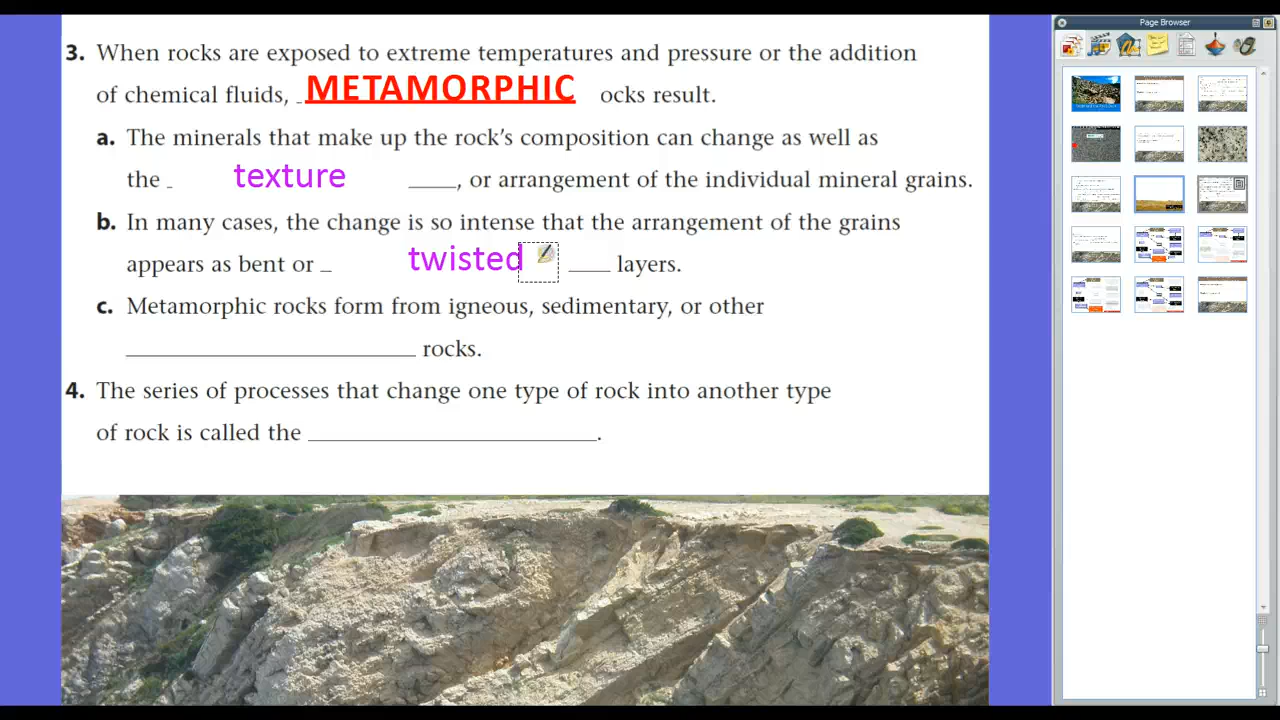 Page Browser
3. When rocks are exposed to extreme temperatures and pressure or the addition
of chemical fluids, METAMORPHIC ocks result.
a. The minerals that make up the rock's composition can change as well as
the texture, or arrangement of the individual mineral grains.
b. In many cases, the change is so intense that the arrangement of the grains
appears as bent or twisted layers.
c. Metamorphic rocks form from igneous, sedimentary, or other
rocks.
4. The series of processes that change one type of rock into another type
of rock is called the .